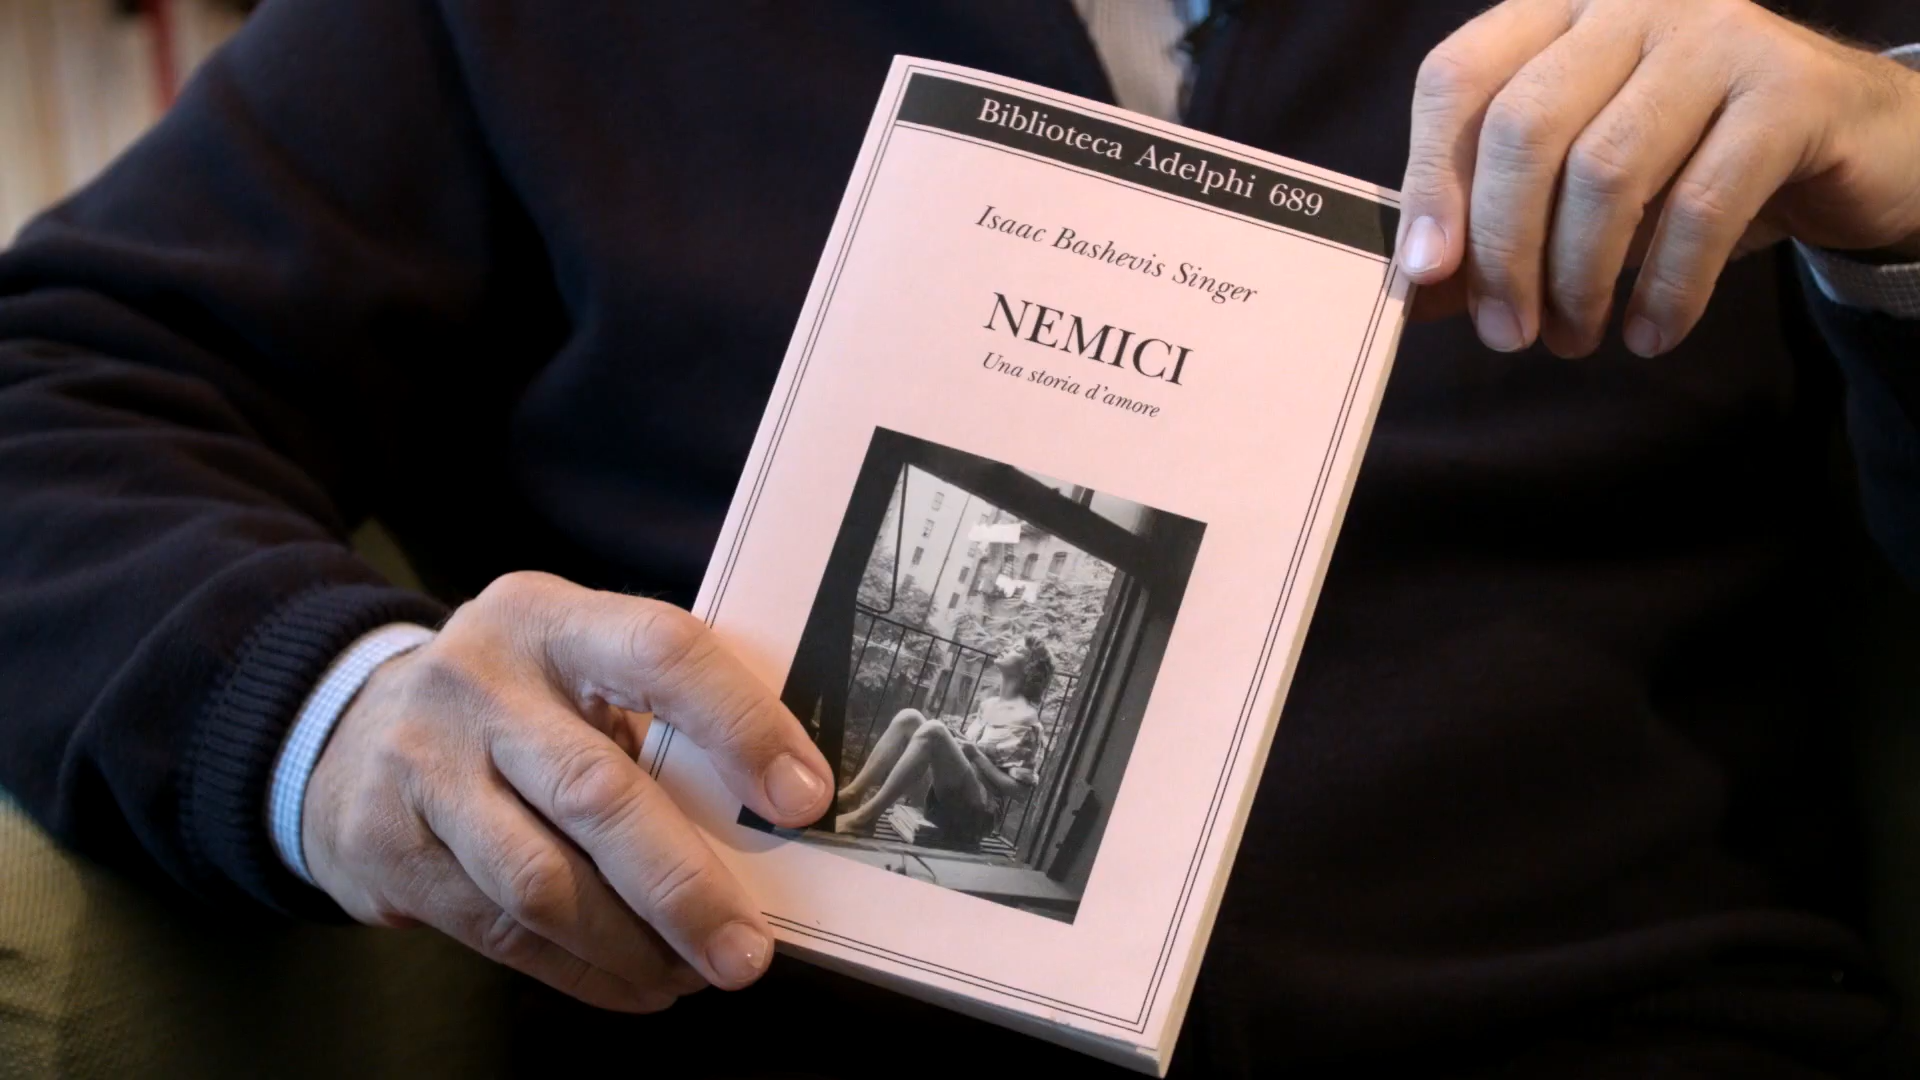 Biblioteca Adelphi 689
Isaac Bashevis Singer
NEMICI
Una storia d'amore